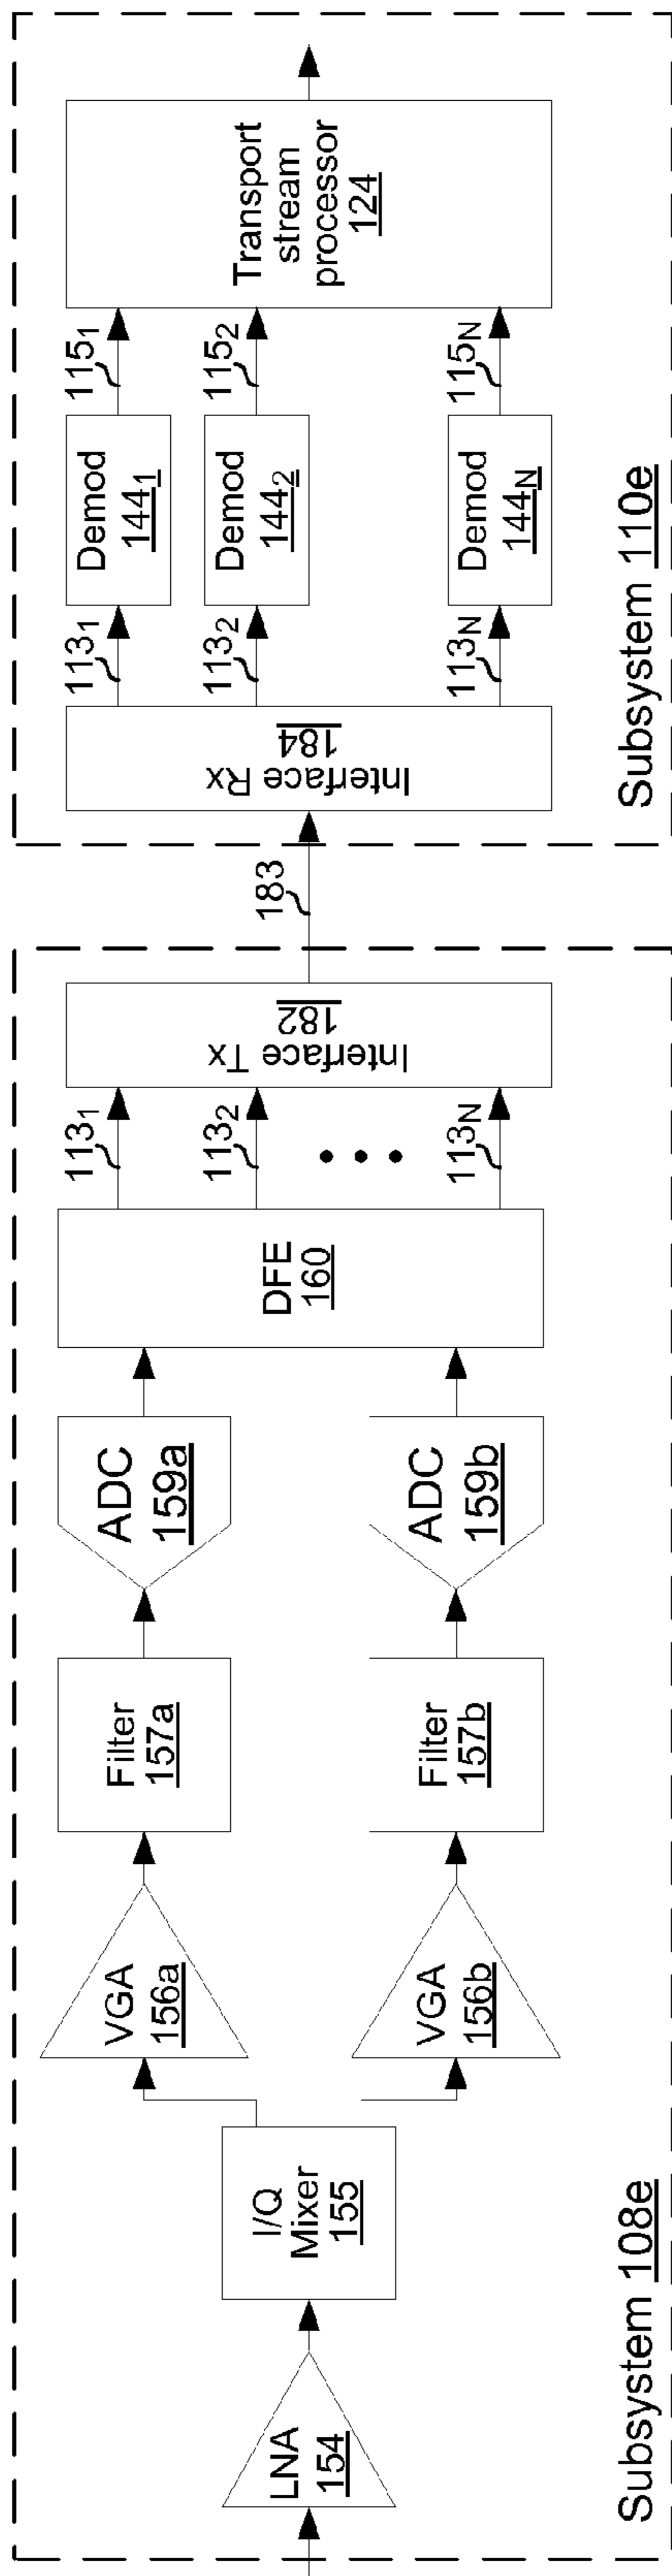 LNA
154
I/Q
Mixer
155
VGA
156a
VGA
156b
Filter
157a
Filter
157b
ADC
159a
ADC
159b
DFE
160
113₁
113₂
113N
Interface Tx
182
Subsystem 108e
183
Interface Rx
184
113₁
113₂
113N
Demod
144₁
Demod
144₂
Demod
144N
115₁
115₂
115N
Transport
stream
processor
124
Subsystem 110e